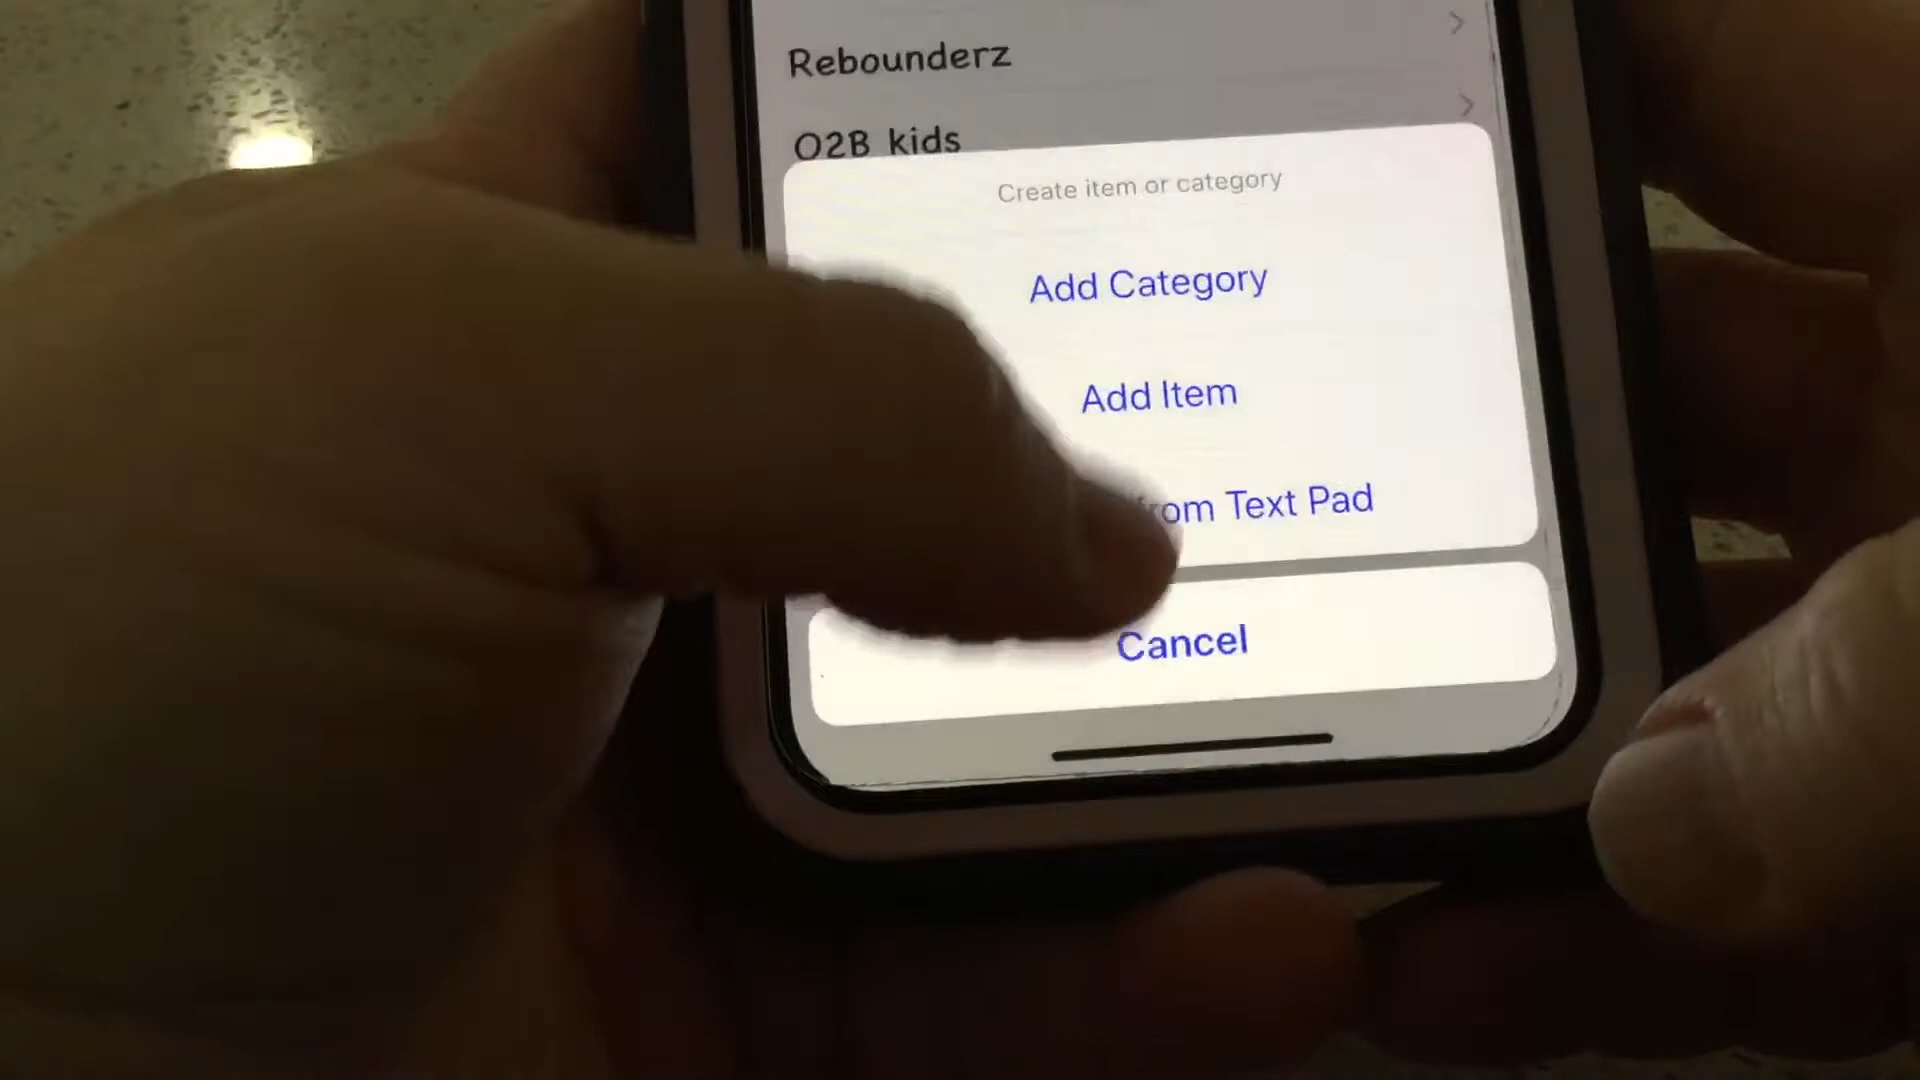 Rebounderz
O2B kids
Create item or category
Add Category
Add Item
from Text Pad
Cancel